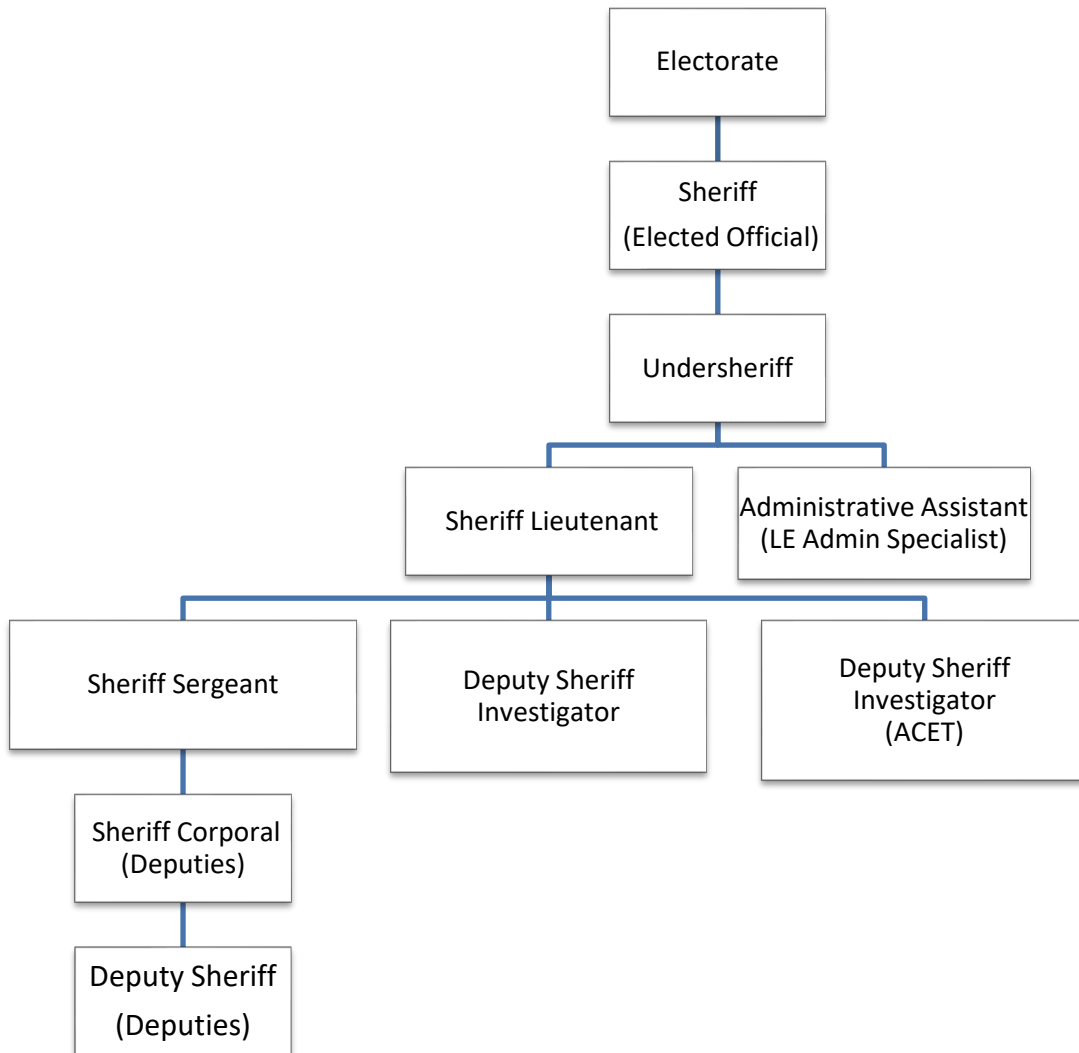 Electorate
Sheriff
(Elected Official)
Undersheriff
Sheriff Lieutenant
Administrative Assistant
(LE Admin Specialist)
Sheriff Sergeant
Deputy Sheriff
Investigator
Deputy Sheriff
Investigator
(ACET)
Sheriff Corporal
(Deputies)
Deputy Sheriff
(Deputies)